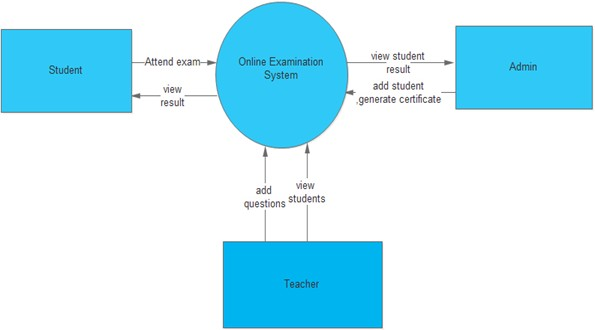 Student
Attend exam
view
result
Online Examination
System
view student
result
add student
,generate certificate
Admin
add
questions
view
students
Teacher